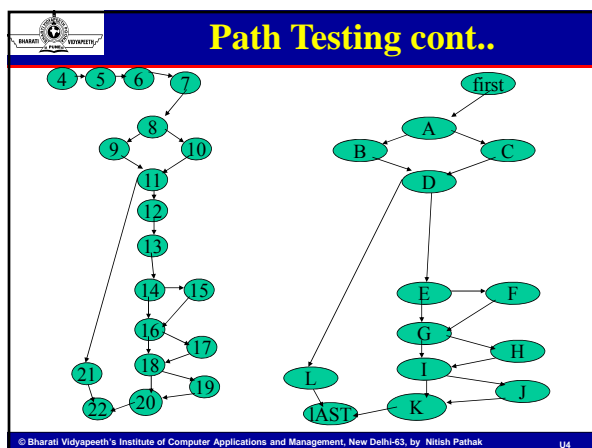 BHARATI VIDYAPEETH
PUNE
Path Testing cont..
4 5 6 7
8
9 10
11
12
13
14 15
16
17
18
19
21
20
22
first
A
B C
D
E F
G
H
I
L
J
K
lAST
© Bharati Vidyapeeth's Institute of Computer Applications and Management, New Delhi-63, by Nitish Pathak U4